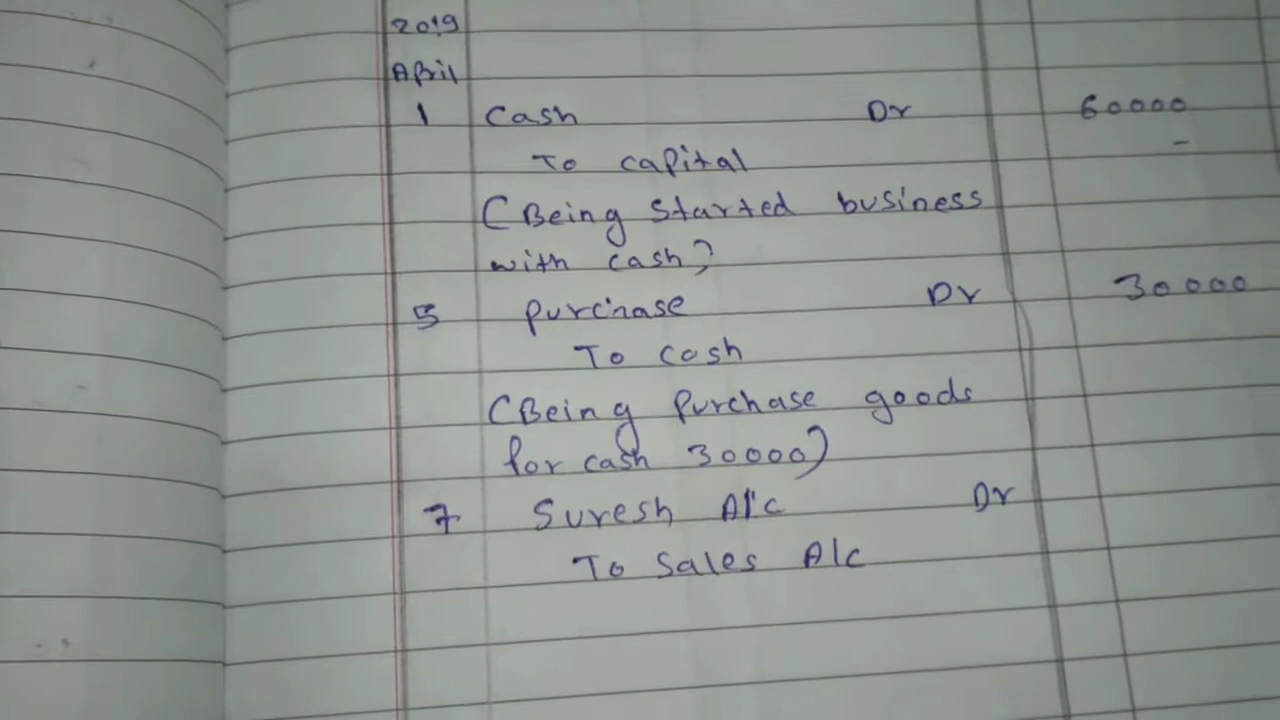 2019
April
1 Cash Dr 60000
To capital
(Being started business
with cash)
5 purchase Dr 30000
To cash
(Being purchase goods
for cash 30000)
7 Suresh A/c Dr
To Sales A/c